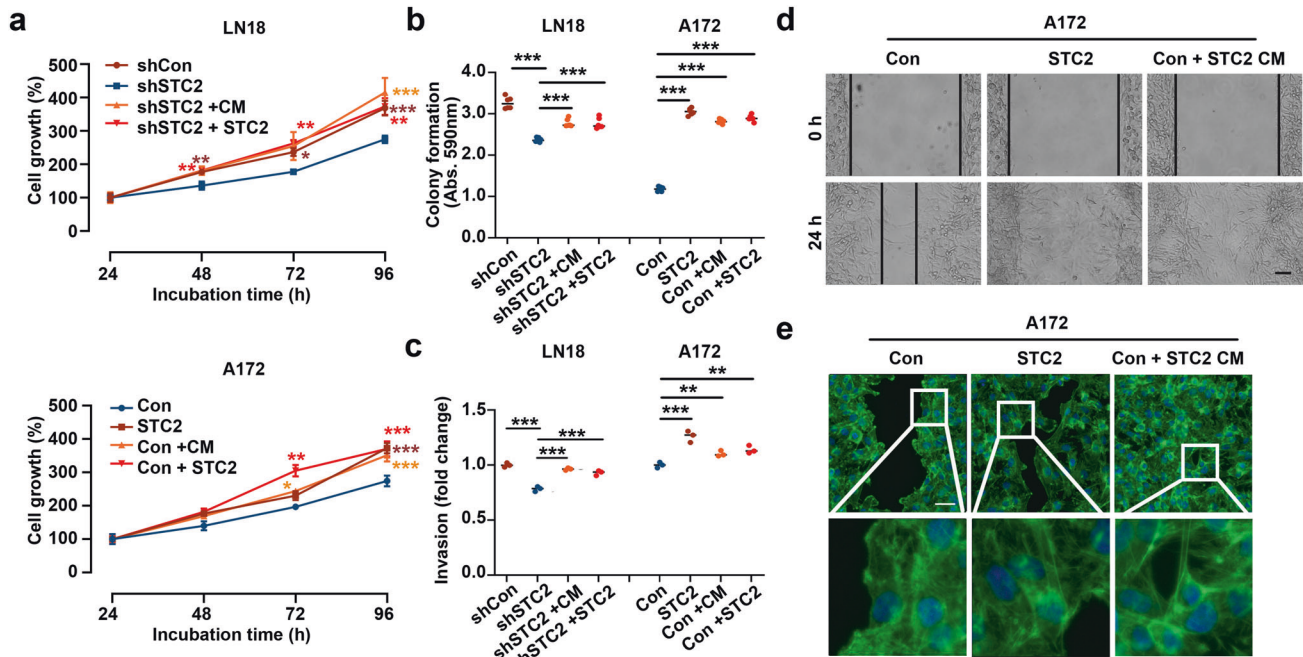 a
LN18
Cell growth (%)
500
400
300
200
100
0
shCon
shSTC2
shSTC2 +CM
shSTC2 + STC2
**
**
**
*
***
***
**
24
48
72
96
Incubation time (h)
A172
Cell growth (%)
500
400
300
200
100
0
Con
STC2
Con +CM
Con + STC2
*
**
***
***
***
24
48
72
96
Incubation time (h)
b
LN18
A172
Colony formation
(Abs. 590nm)
4.0
3.0
2.0
1.0
0.0
***
***
***
***
***
***
shCon
shSTC2
shSTC2 +CM
shSTC2 +STC2
Con
STC2
Con +CM
Con +STC2
c
LN18
A172
Invasion (fold change)
1.5
1.0
0.5
0.0
***
***
***
**
**
***
shCon
shSTC2
shSTC2 +CM
shSTC2 +STC2
Con
STC2
Con +CM
Con +STC2
d
A172
Con
STC2
Con + STC2 CM
0 h
24 h
e
A172
Con
STC2
Con + STC2 CM